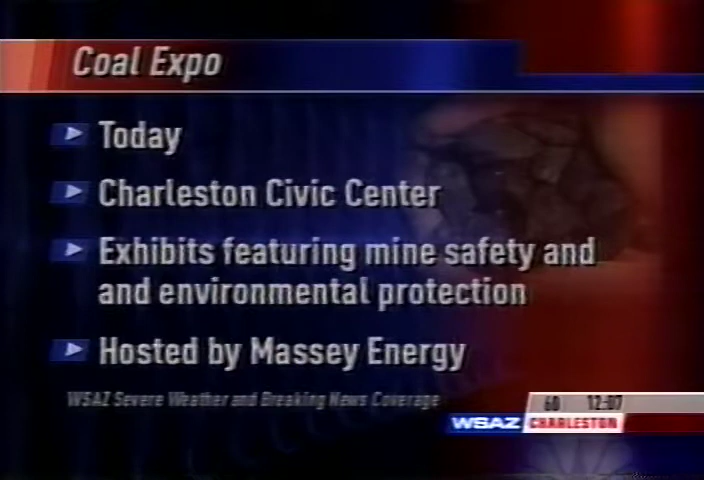 Coal Expo
Today
Charleston Civic Center
Exhibits featuring mine safety and
and environmental protection
Hosted by Massey Energy
WSAZ Severe Weather and Breaking News Coverage
60 12:07
WSAZ CHARLESTON